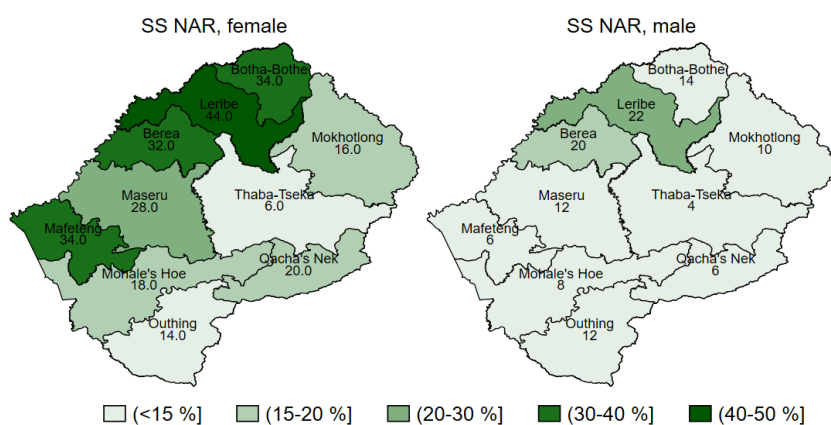 SS NAR, female
SS NAR, male
Botha-Bothe
34.0
Leribe
44.0
Berea
32.0
Mokhotlong
16.0
Maseru
28.0
Thaba-Tseka
6.0
Mafeteng
34.0
Mohale's Hoe
18.0
Qacha's Nek
20.0
Outhing
14.0
Botha-Bothe
14
Leribe
22
Berea
20
Mokhotlong
10
Maseru
12
Thaba-Tseka
4
Mafeteng
6
Mohale's Hoe
8
Qacha's Nek
6
Outhing
12
(<15 %]
(15-20 %]
(20-30 %]
(30-40 %]
(40-50 %]